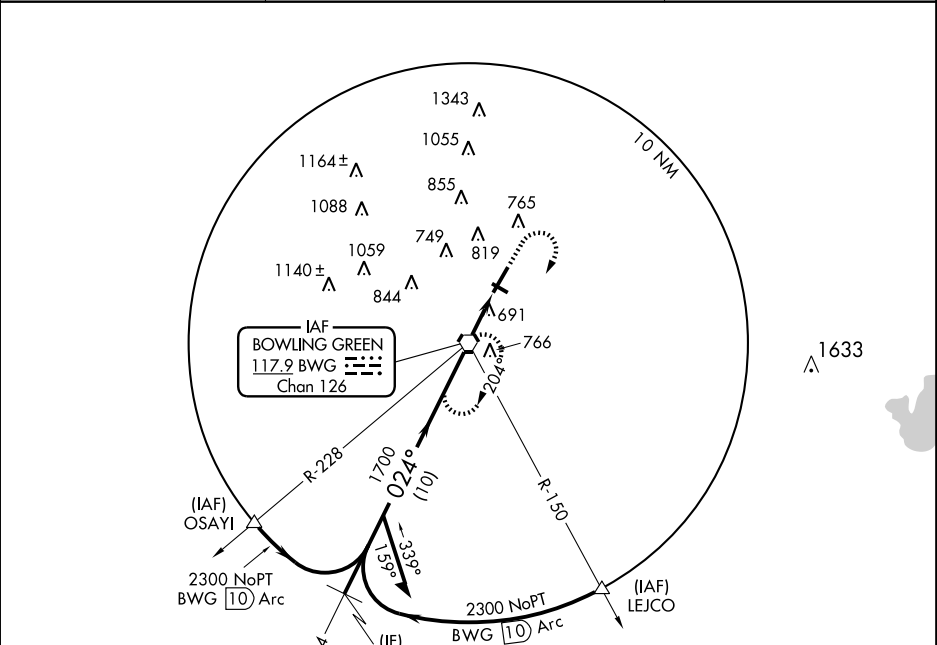 1343
10 NM
1055
1164±
855
765
1088
749
819
1059
1140±
844
691
IAF
BOWLING GREEN
117.9 BWG
Chan 126
766
1633
204°
R-228
1700
024°
(10)
R-150
(IAF)
OSAYI
339°
159°
2300 NoPT
BWG 10 Arc
(IAF)
LEJCO
2300 NoPT
BWG 10 Arc
(IF)